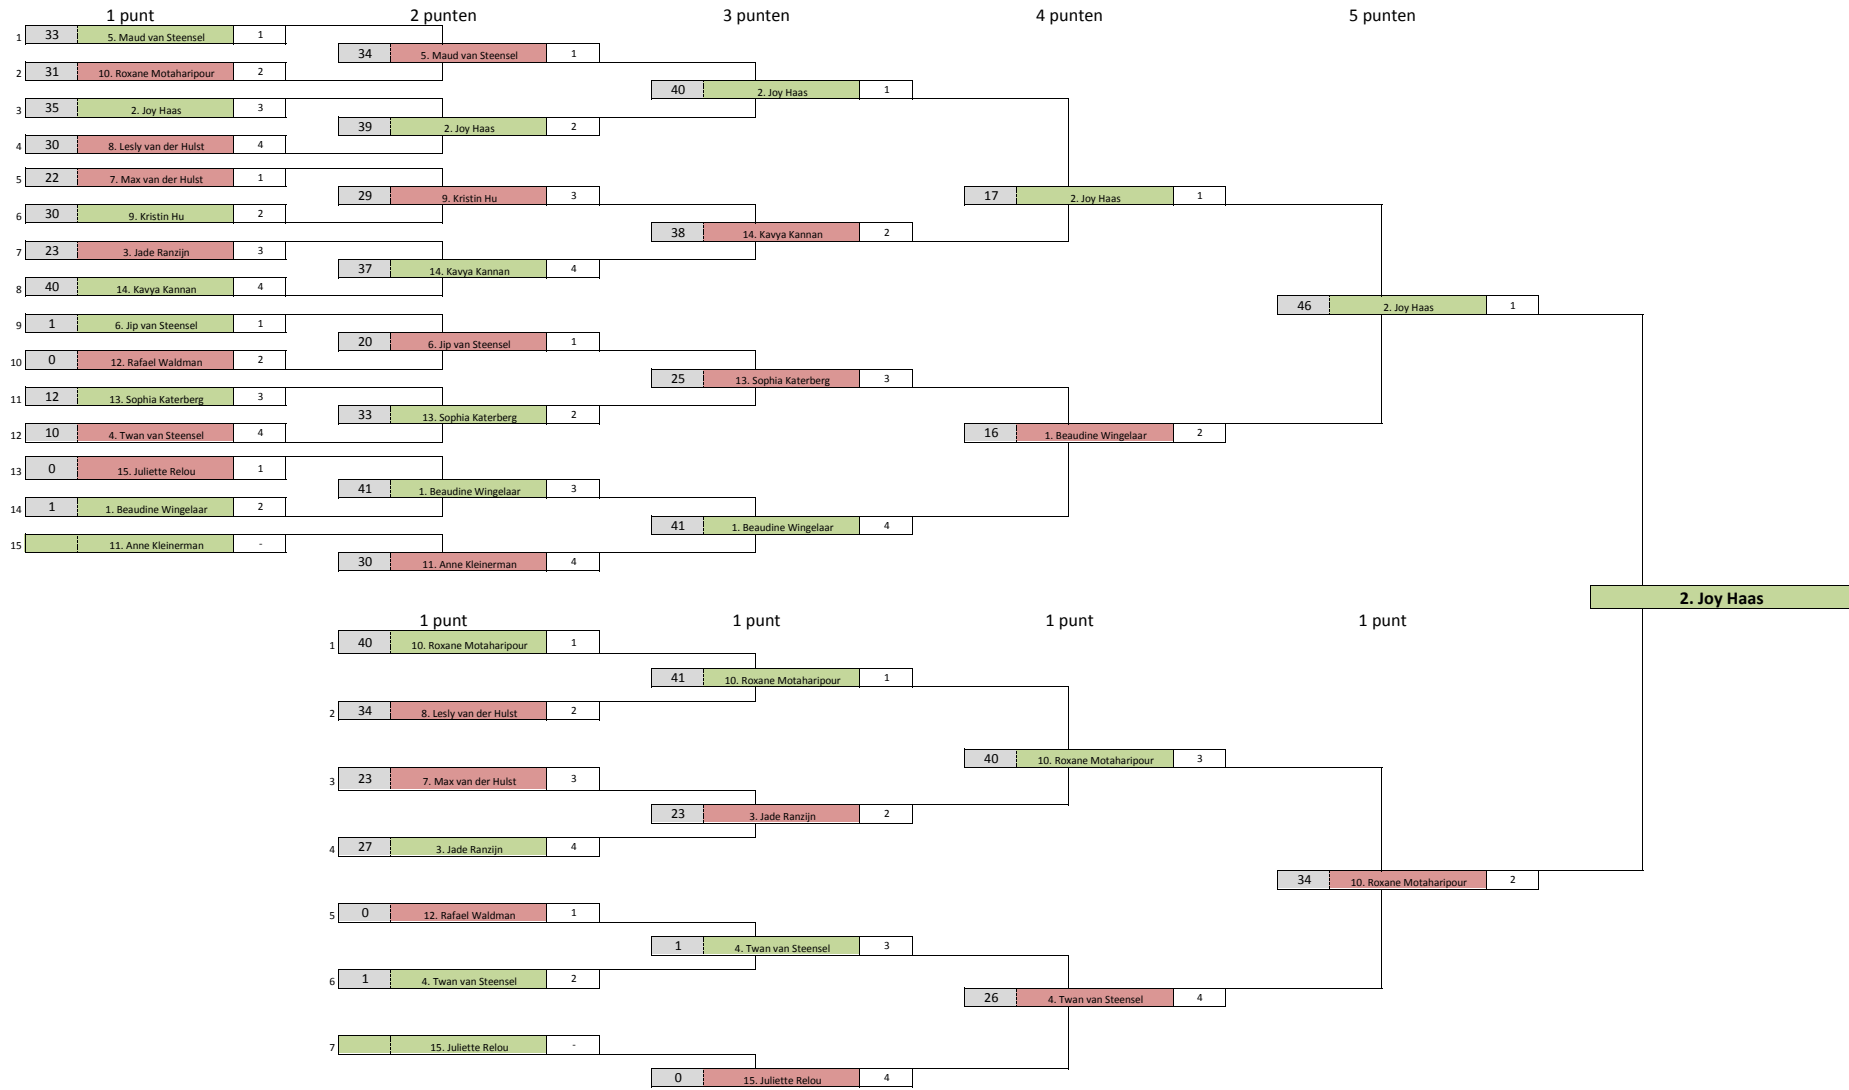 1 punt 2 punten 3 punten 4 punten 5 punten
1 33 5. Maud van Steensel 1
34 5. Maud van Steensel 1
2 31 10. Roxane Motaharipour 2
40 2. Joy Haas 1
3 35 2. Joy Haas 3
39 2. Joy Haas 2
4 30 8. Lesly van der Hulst 4
5 22 7. Max van der Hulst 1
29 9. Kristin Hu 3
17 2. Joy Haas 1
6 30 9. Kristin Hu 2
38 14. Kavya Kannan 2
7 23 3. Jade Ranzijn 3
37 14. Kavya Kannan 4
8 40 14. Kavya Kannan 4
46 2. Joy Haas 1
9 1 6. Jip van Steensel 1
20 6. Jip van Steensel 1
10 0 12. Rafael Waldman 2
25 13. Sophia Katerberg 3
11 12 13. Sophia Katerberg 3
33 13. Sophia Katerberg 2
12 10 4. Twan van Steensel 4
16 1. Beaudine Wingelaar 2
13 0 15. Juliette Relou 1
41 1. Beaudine Wingelaar 3
14 1 1. Beaudine Wingelaar 2
41 1. Beaudine Wingelaar 4
15 11. Anne Kleinerman -
30 11. Anne Kleinerman 4
2. Joy Haas
1 punt 1 punt 1 punt 1 punt
1 40 10. Roxane Motaharipour 1
41 10. Roxane Motaharipour 1
2 34 8. Lesly van der Hulst 2
40 10. Roxane Motaharipour 3
3 23 7. Max van der Hulst 3
23 3. Jade Ranzijn 2
4 27 3. Jade Ranzijn 4
34 10. Roxane Motaharipour 2
5 0 12. Rafael Waldman 1
1 4. Twan van Steensel 3
6 1 4. Twan van Steensel 2
26 4. Twan van Steensel 4
7 15. Juliette Relou -
0 15. Juliette Relou 4